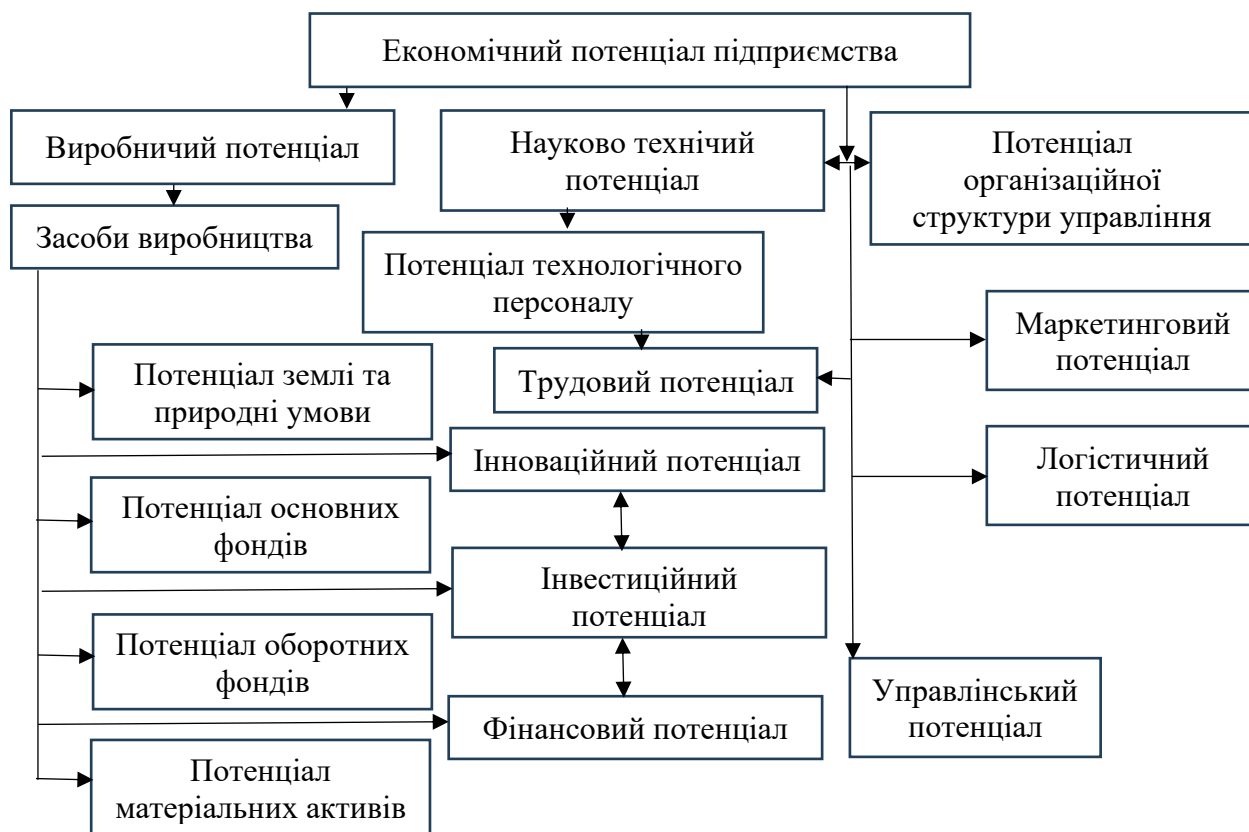 Економічний потенціал підприємства
Виробничий потенціал
Науково технічий
потенціал
Потенціал
організаційної
структури управління
Засоби виробництва
Потенціал технологічного
персоналу
Маркетинговий
потенціал
Потенціал землі та
природні умови
Трудовий потенціал
Інноваційний потенціал
Логістичний
потенціал
Потенціал основних
фондів
Інвестиційний
потенціал
Потенціал оборотних
фондів
Управлінський
потенціал
Фінансовий потенціал
Потенціал
матеріальних активів